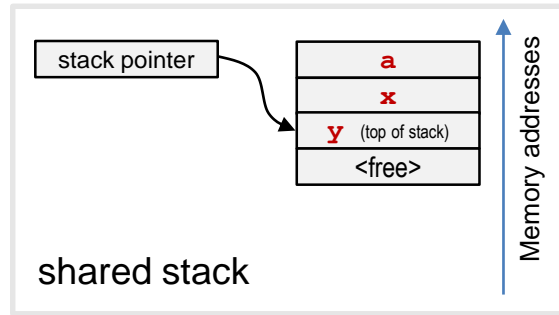 stack pointer
a
x
y (top of stack)
<free>
Memory addresses
shared stack